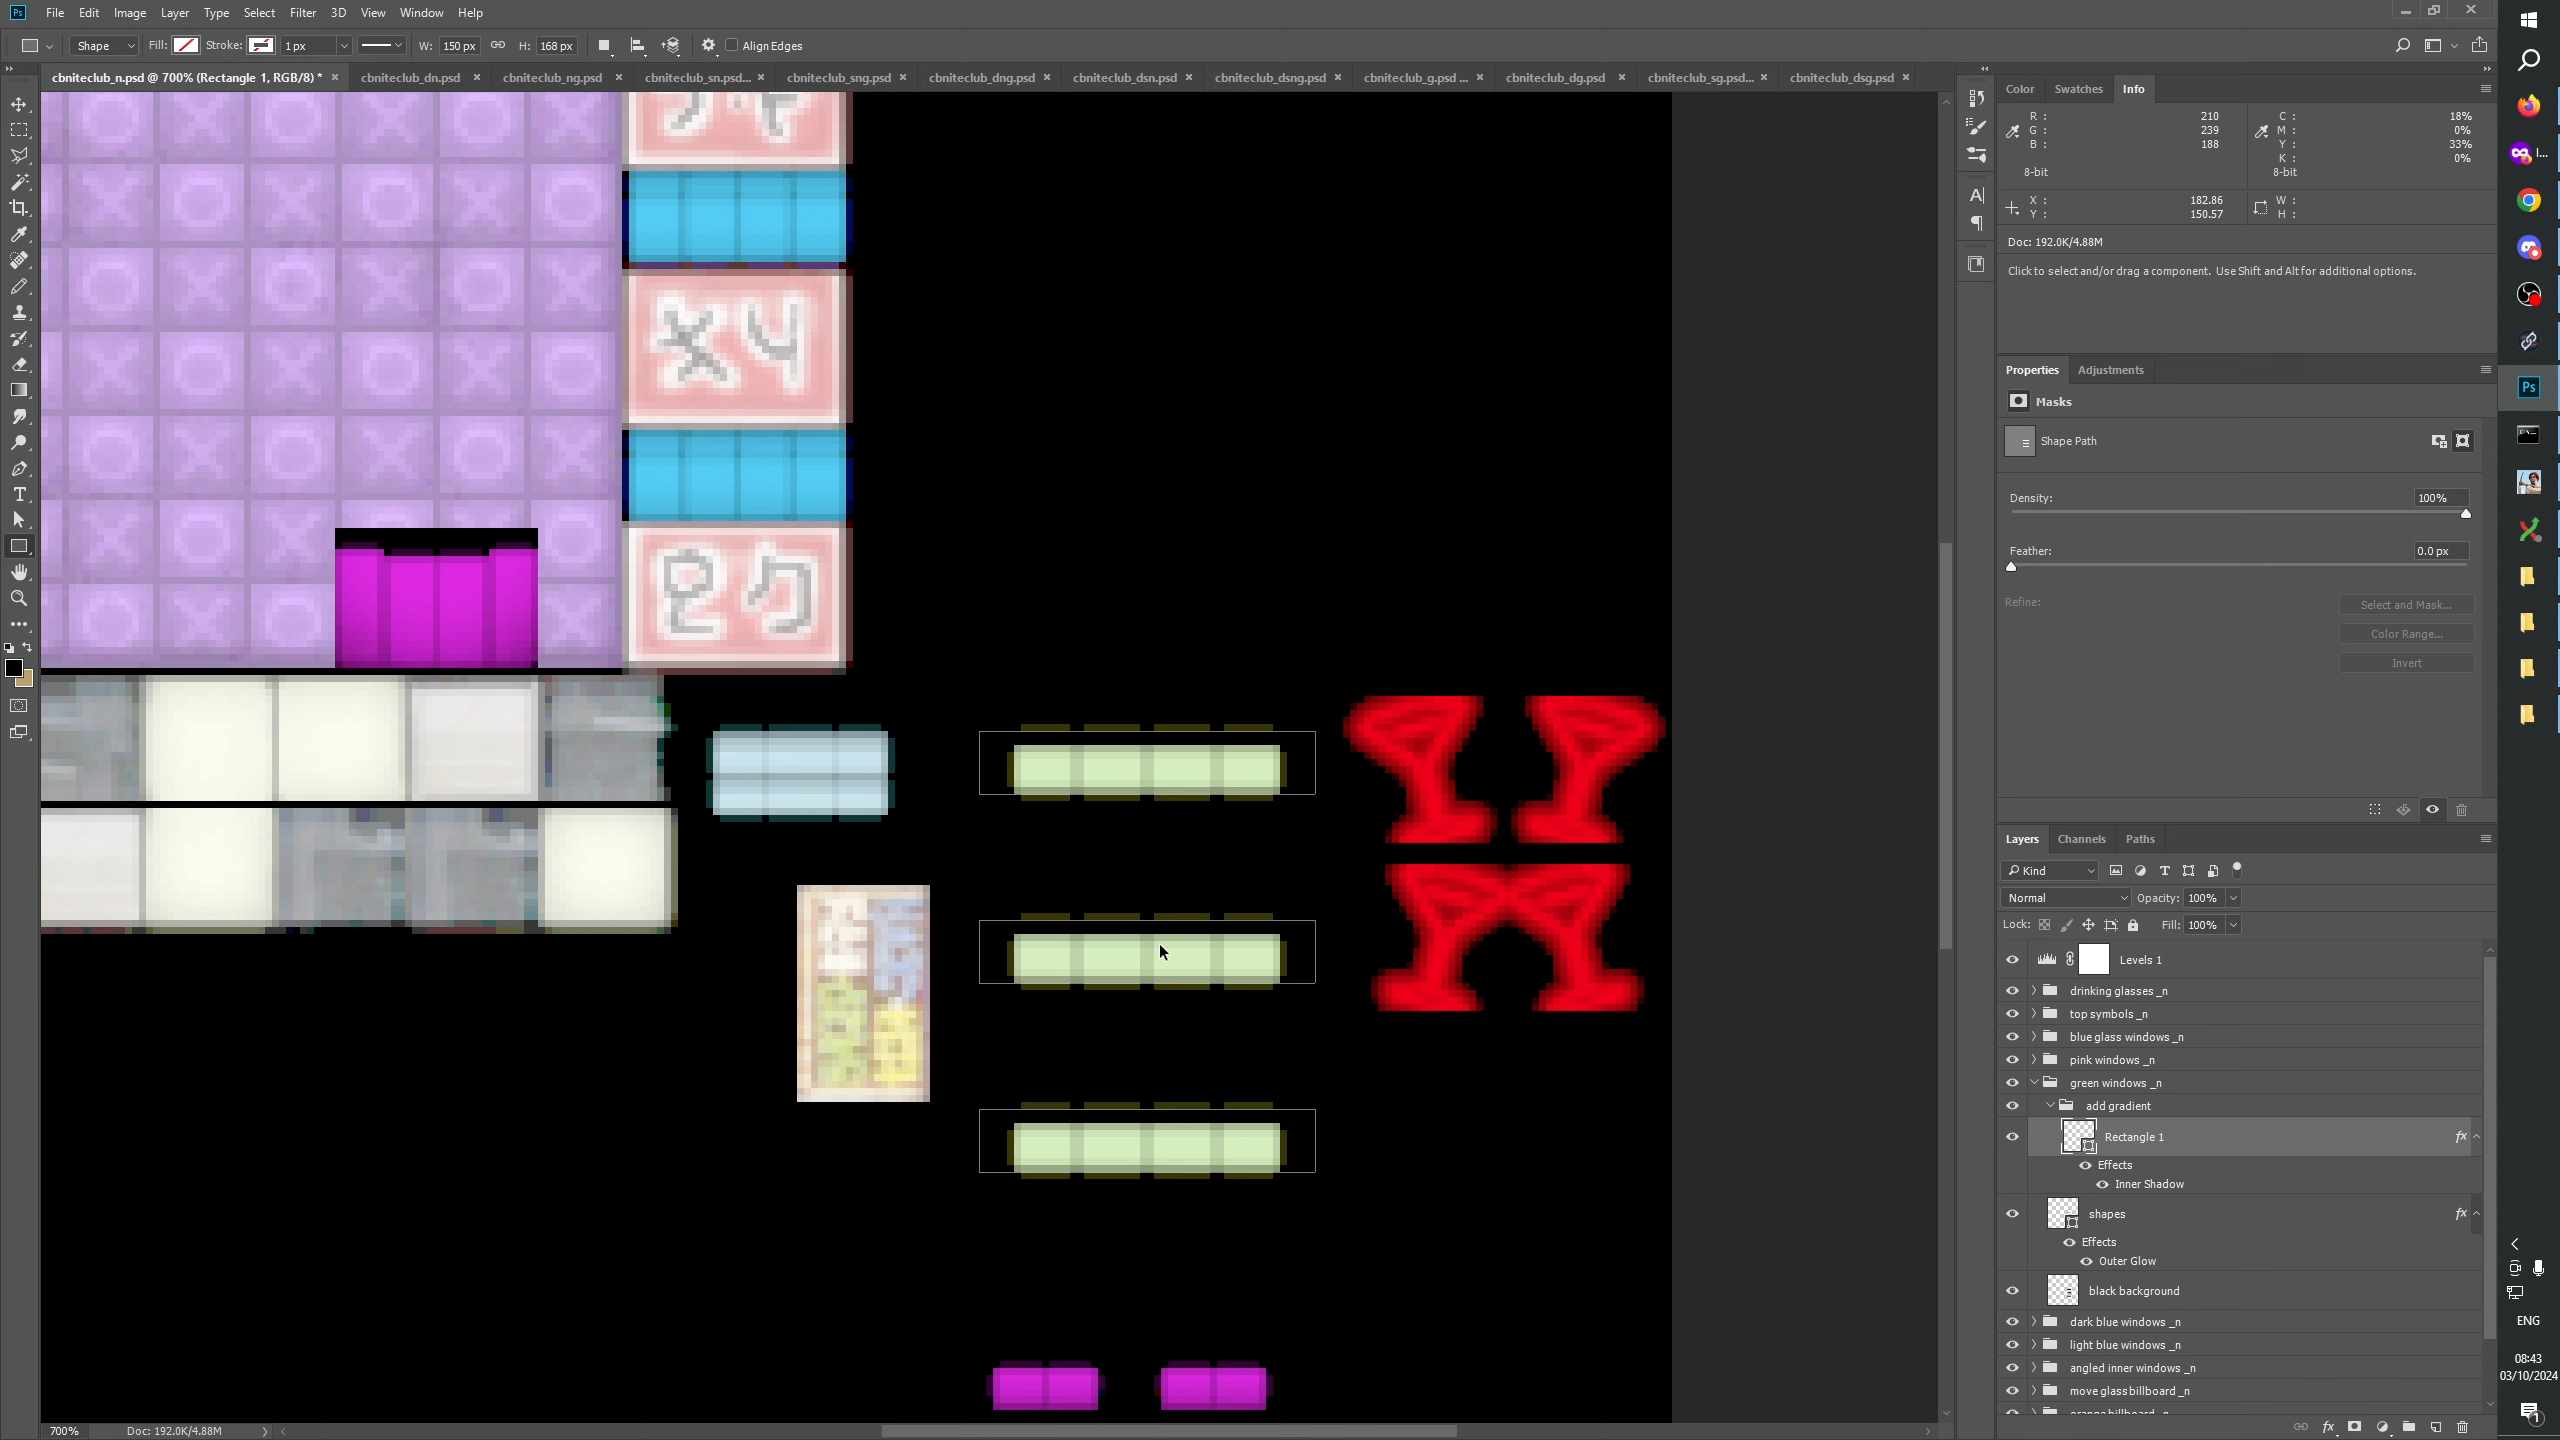 File Edit Image Layer Type Select Filter 3D View Window Help
Shape Fill: Stroke: 1 px W: 150 px H: 168 px Align Edges
cbniteclub_n.psd @ 700% (Rectangle 1, RGB/8) * cbniteclub_dn.psd cbniteclub_ng.psd cbniteclub_sn.psd... cbniteclub_sng.psd cbniteclub_dng.psd cbniteclub_dsn.psd cbniteclub_dsng.psd cbniteclub_g.psd ... cbniteclub_dg.psd cbniteclub_sg.psd... cbniteclub_dsg.psd
Color Swatches Info
R : 210 C : 18%
G : 239 M : 0%
B : 188 Y : 33%
K : 0%
8-bit 8-bit
X : 182.86 W :
Y : 150.57 H :
Doc: 192.0K/4.88M
Click to select and/or drag a component. Use Shift and Alt for additional options.
Properties Adjustments
Masks
Shape Path
Density: 100%
Feather: 0.0 px
Refine: Select and Mask...
Color Range...
Invert
Layers Channels Paths
Kind
Normal Opacity: 100%
Lock: Fill: 100%
Levels 1
drinking glasses _n
top symbols _n
blue glass windows _n
pink windows _n
green windows _n
add gradient
Rectangle 1 fx
Effects
Inner Shadow
shapes fx
Effects
Outer Glow
black background
dark blue windows _n
light blue windows _n
angled inner windows _n
move glass billboard _n
orange billboard _n
700% Doc: 192.0K/4.88M
Ps
ENG
08:43
03/10/2024